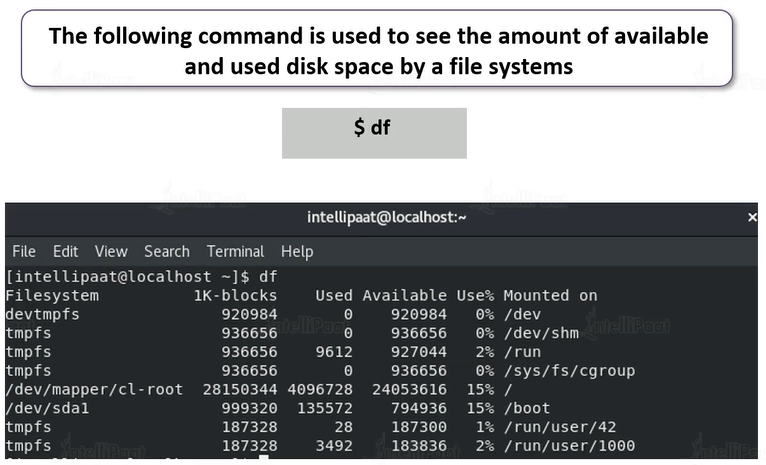 The following command is used to see the amount of available
and used disk space by a file systems
$ df
intellipaat@localhost:~
File Edit View Search Terminal Help
[intellipaat@localhost ~]$ df
Filesystem 1K-blocks Used Available Use% Mounted on
devtmpfs 920984 0 920984 0% /dev
tmpfs 936656 0 936656 0% /dev/shm
tmpfs 936656 9612 927044 2% /run
tmpfs 936656 0 936656 0% /sys/fs/cgroup
/dev/mapper/cl-root 28150344 4096728 24053616 15% /
/dev/sda1 999320 135572 794936 15% /boot
tmpfs 187328 28 187300 1% /run/user/42
tmpfs 187328 3492 183836 2% /run/user/1000